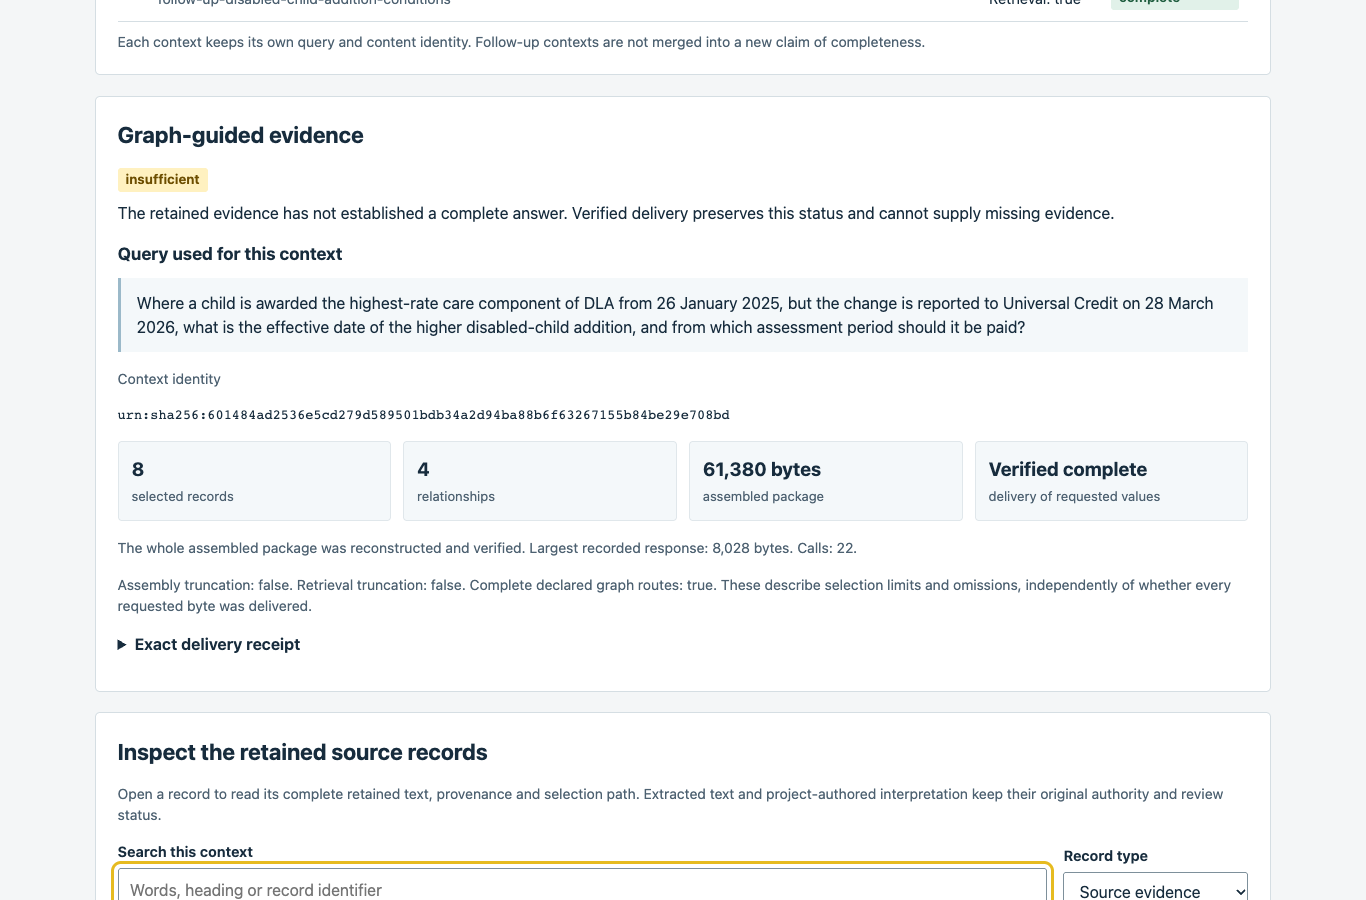 follow-up-disabled-child-addition-conditions
Retrieval: true
complete
Each context keeps its own query and content identity. Follow-up contexts are not merged into a new claim of completeness.
Graph-guided evidence
insufficient
The retained evidence has not established a complete answer. Verified delivery preserves this status and cannot supply missing evidence.
Query used for this context
Where a child is awarded the highest-rate care component of DLA from 26 January 2025, but the change is reported to Universal Credit on 28 March
2026, what is the effective date of the higher disabled-child addition, and from which assessment period should it be paid?
Context identity
urn:sha256:601484ad2536e5cd279d589501bdb34a2d94ba88b6f63267155b84be29e708bd
8
selected records
4
relationships
61,380 bytes
assembled package
Verified complete
delivery of requested values
The whole assembled package was reconstructed and verified. Largest recorded response: 8,028 bytes. Calls: 22.
Assembly truncation: false. Retrieval truncation: false. Complete declared graph routes: true. These describe selection limits and omissions, independently of whether every
requested byte was delivered.
Exact delivery receipt
Inspect the retained source records
Open a record to read its complete retained text, provenance and selection path. Extracted text and project-authored interpretation keep their original authority and review
status.
Search this context
Record type
Words, heading or record identifier
Source evidence